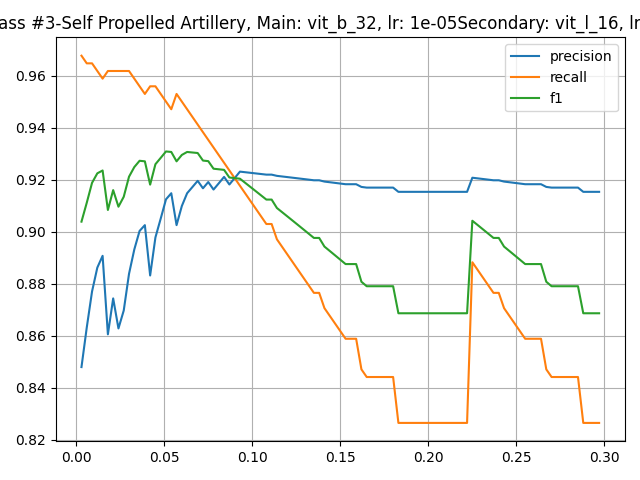 ass #3-Self Propelled Artillery, Main: vit_b_32, lr: 1e-05Secondary: vit_l_16, lr
precision
recall
f1
0.96
0.94
0.92
0.90
0.88
0.86
0.84
0.82
0.00 0.05 0.10 0.15 0.20 0.25 0.30